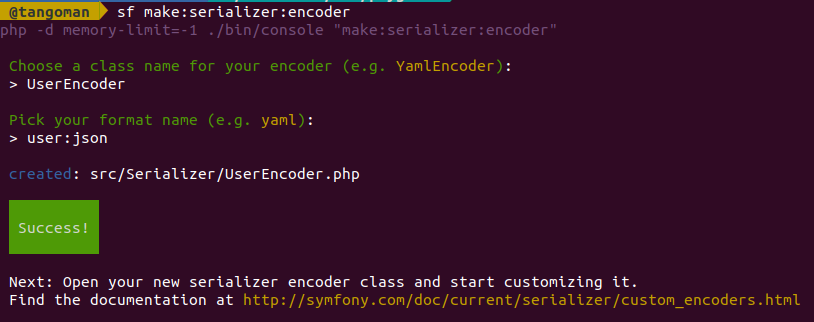 @tangoman sf make:serializer:encoder
php -d memory-limit=-1 ./bin/console "make:serializer:encoder"
Choose a class name for your encoder (e.g. YamlEncoder):
> UserEncoder
Pick your format name (e.g. yaml):
> user:json
created: src/Serializer/UserEncoder.php
Success!
Next: Open your new serializer encoder class and start customizing it.
Find the documentation at http://symfony.com/doc/current/serializer/custom_encoders.html